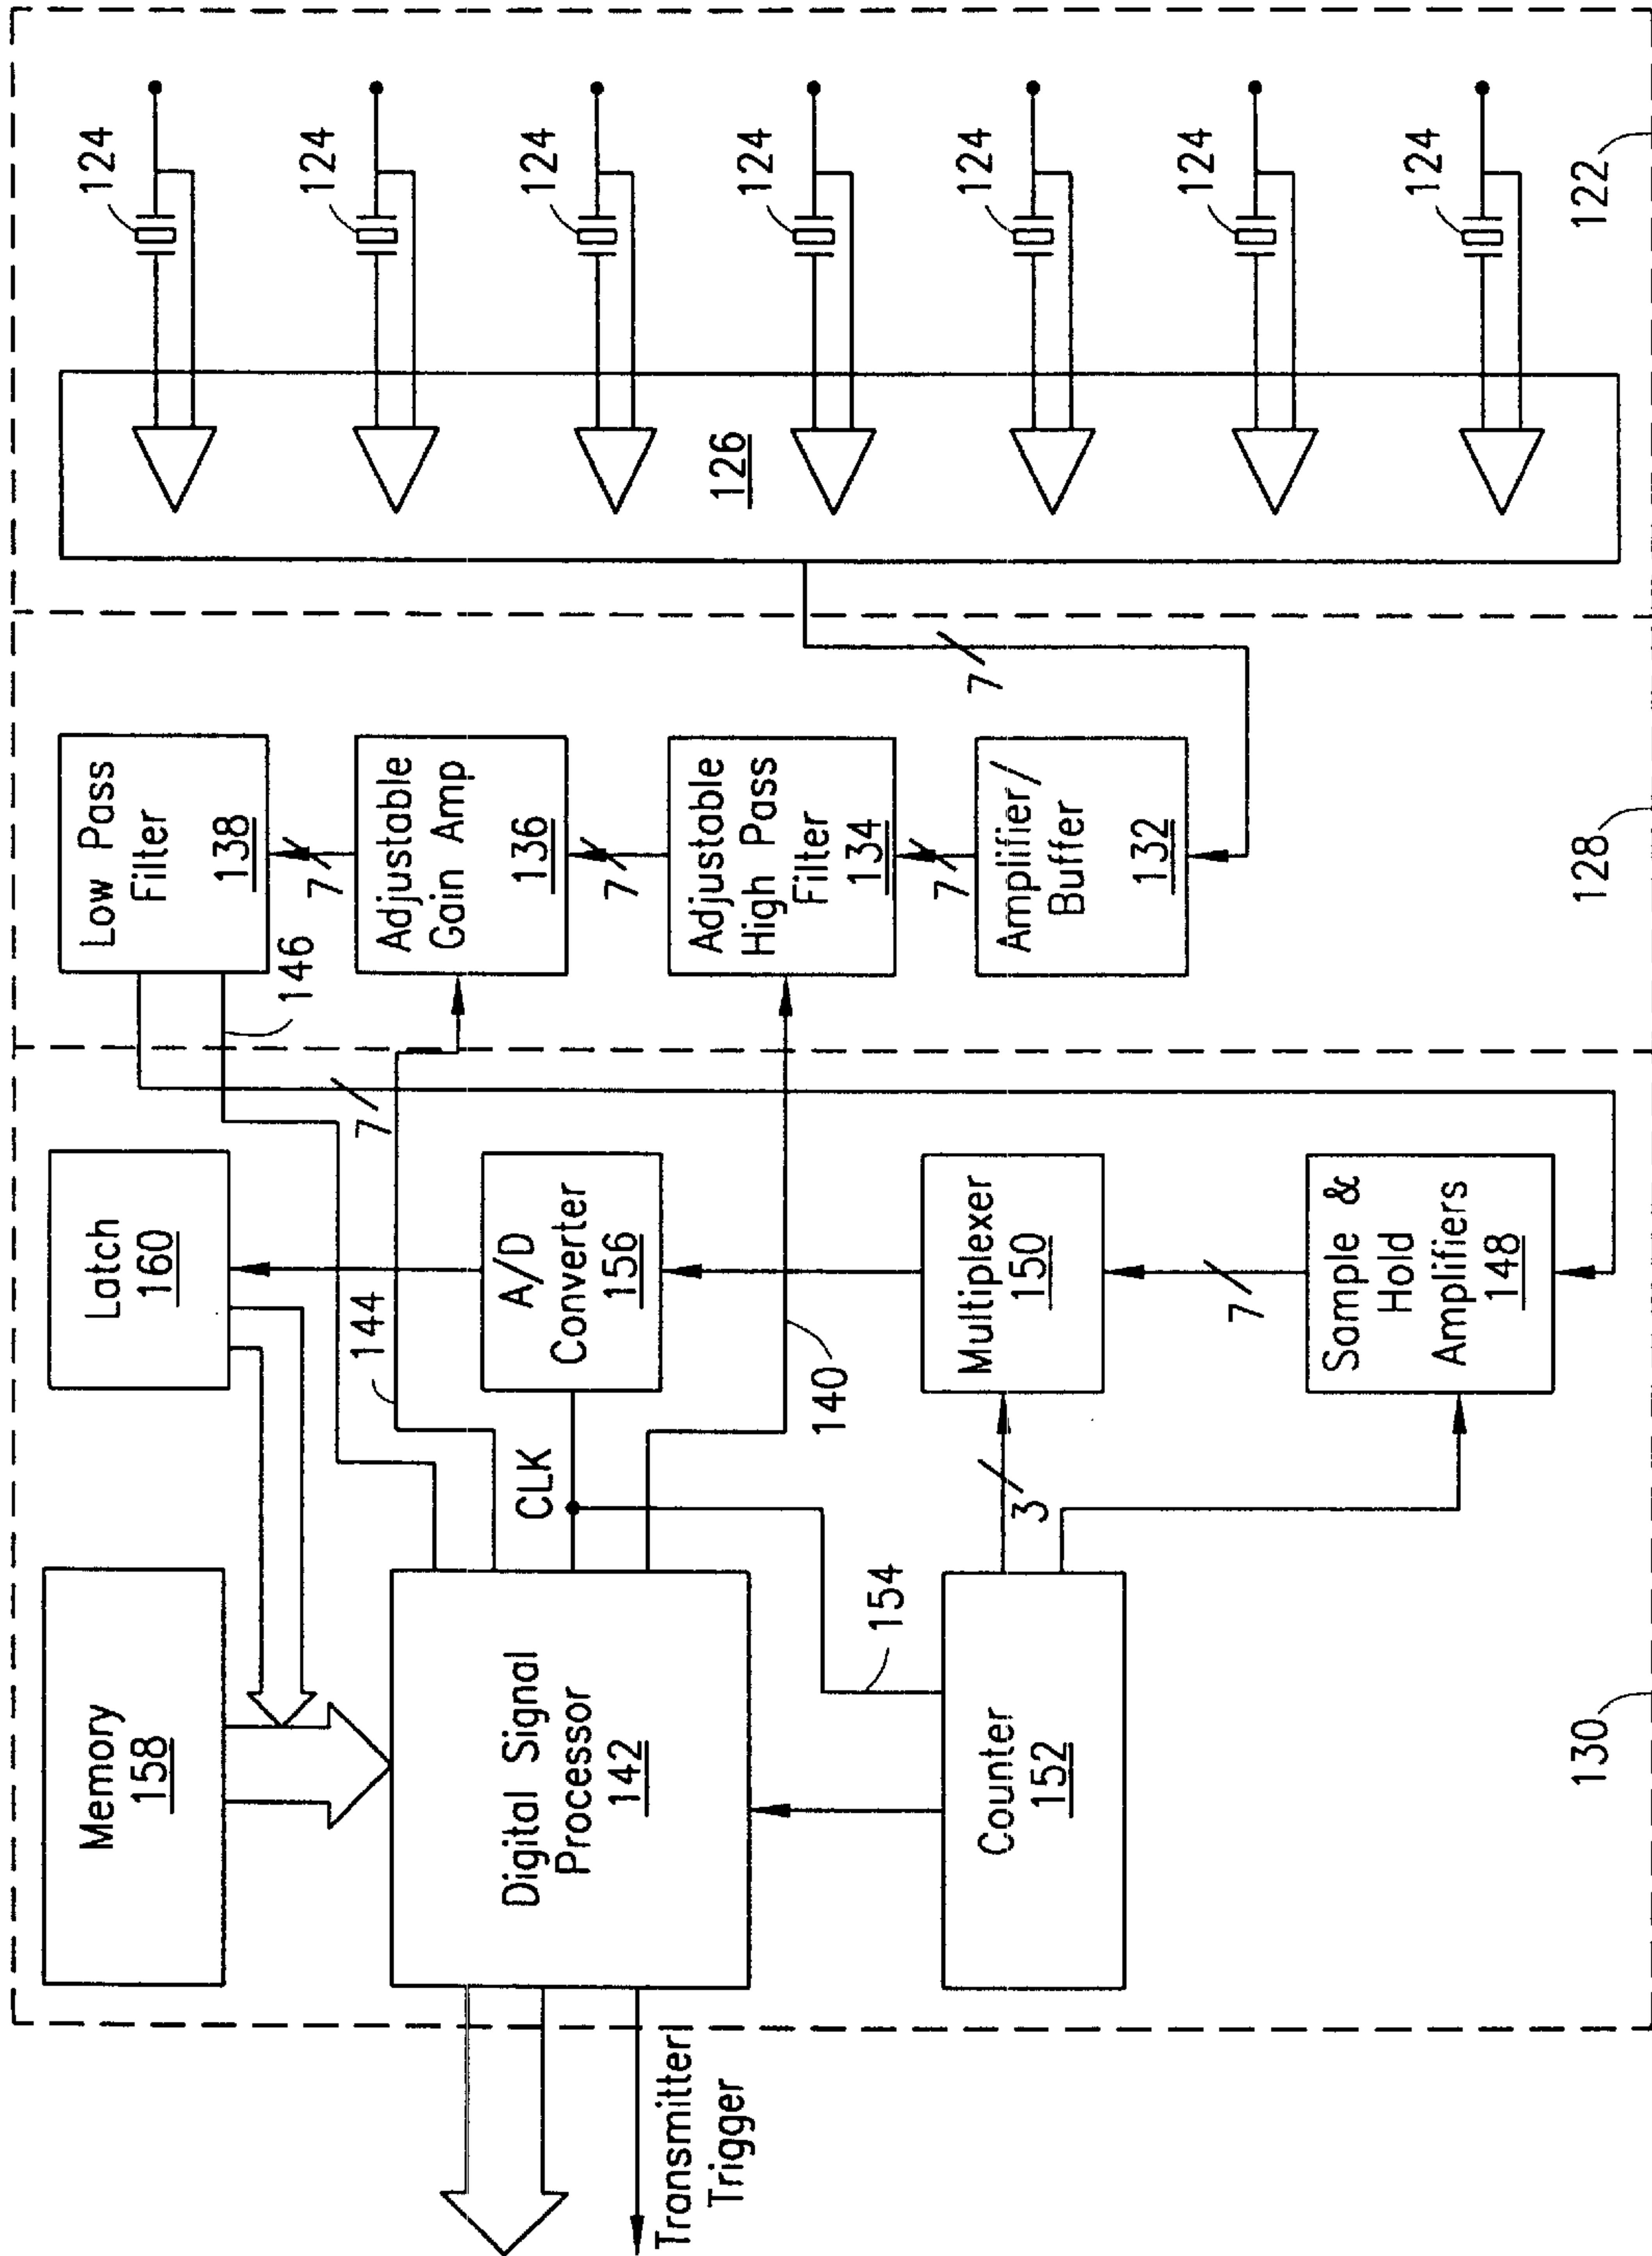 Memory
158
Latch
160
146
Low Pass
Filter
138
7
7
144
Transmitter
Trigger
Digital Signal
Processor
142
CLK
A/D
Converter
156
Adjustable
Gain Amp
136
7
140
Adjustable
High Pass
Filter
134
7
154
Counter
152
3
Multiplexer
150
7
Amplifier/
Buffer
132
7
Sample &
Hold
Amplifiers
148
126
124
124
124
124
124
124
124
130
128
122